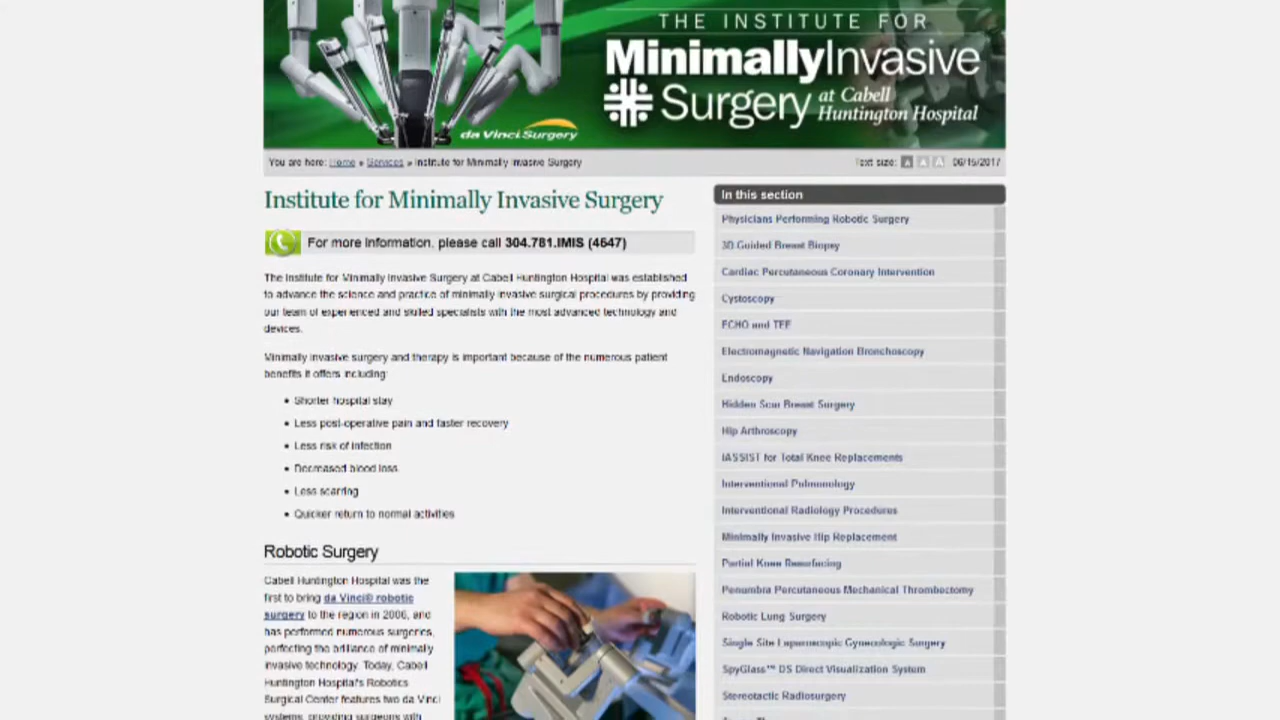 THE INSTITUTE FOR
MinimallyInvasive
Surgery at Cabell
Huntington Hospital
da Vinci.Surgery
You are here: Home » Services » Institute for Minimally Invasive Surgery
Text size: A A A 06/15/2017
Institute for Minimally Invasive Surgery
For more information, please call 304.781.IMIS (4647)
The Institute for Minimally Invasive Surgery at Cabell Huntington Hospital was established
to advance the science and practice of minimally invasive surgical procedures by providing
our team of experienced and skilled specialists with the most advanced technology and
devices.
Minimally invasive surgery and therapy is important because of the numerous patient
benefits it offers including:
• Shorter hospital stay
• Less post-operative pain and faster recovery
• Less risk of infection
• Decreased blood loss
• Less scarring
• Quicker return to normal activities
Robotic Surgery
Cabell Huntington Hospital was the
first to bring da Vinci® robotic
surgery to the region in 2006, and
has performed numerous surgeries,
perfecting the brilliance of minimally
invasive technology. Today, Cabell
Huntington Hospital's Robotics
Surgical Center features two da Vinci
systems, providing surgeons with
In this section
Physicians Performing Robotic Surgery
3D Guided Breast Biopsy
Cardiac Percutaneous Coronary Intervention
Cystoscopy
ECHO and TEE
Electromagnetic Navigation Bronchoscopy
Endoscopy
Hidden Scar Breast Surgery
Hip Arthroscopy
iASSIST for Total Knee Replacements
Interventional Pulmonology
Interventional Radiology Procedures
Minimally Invasive Hip Replacement
Partial Knee Resurfacing
Penumbra Percutaneous Mechanical Thrombectomy
Robotic Lung Surgery
Single Site Laparoscopic Gynecologic Surgery
SpyGlass™ DS Direct Visualization System
Stereotactic Radiosurgery